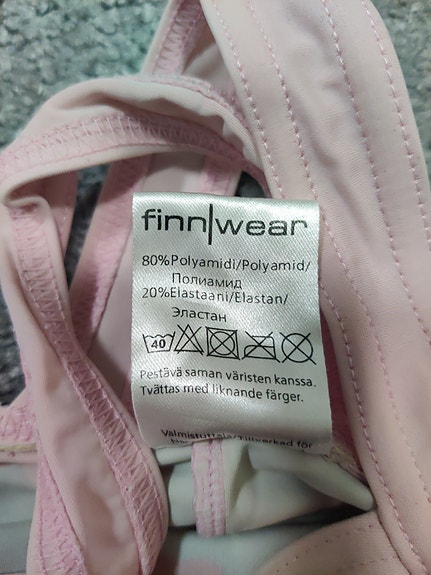 finn|wear
80%Polyamidi/Polyamid/
Полиамид
20%Elastaani/Elastan/
Эластан
40
Pestävä saman väristen kanssa.
Tvättas med liknande färger.
Valmistuttaja/Tillverkad för